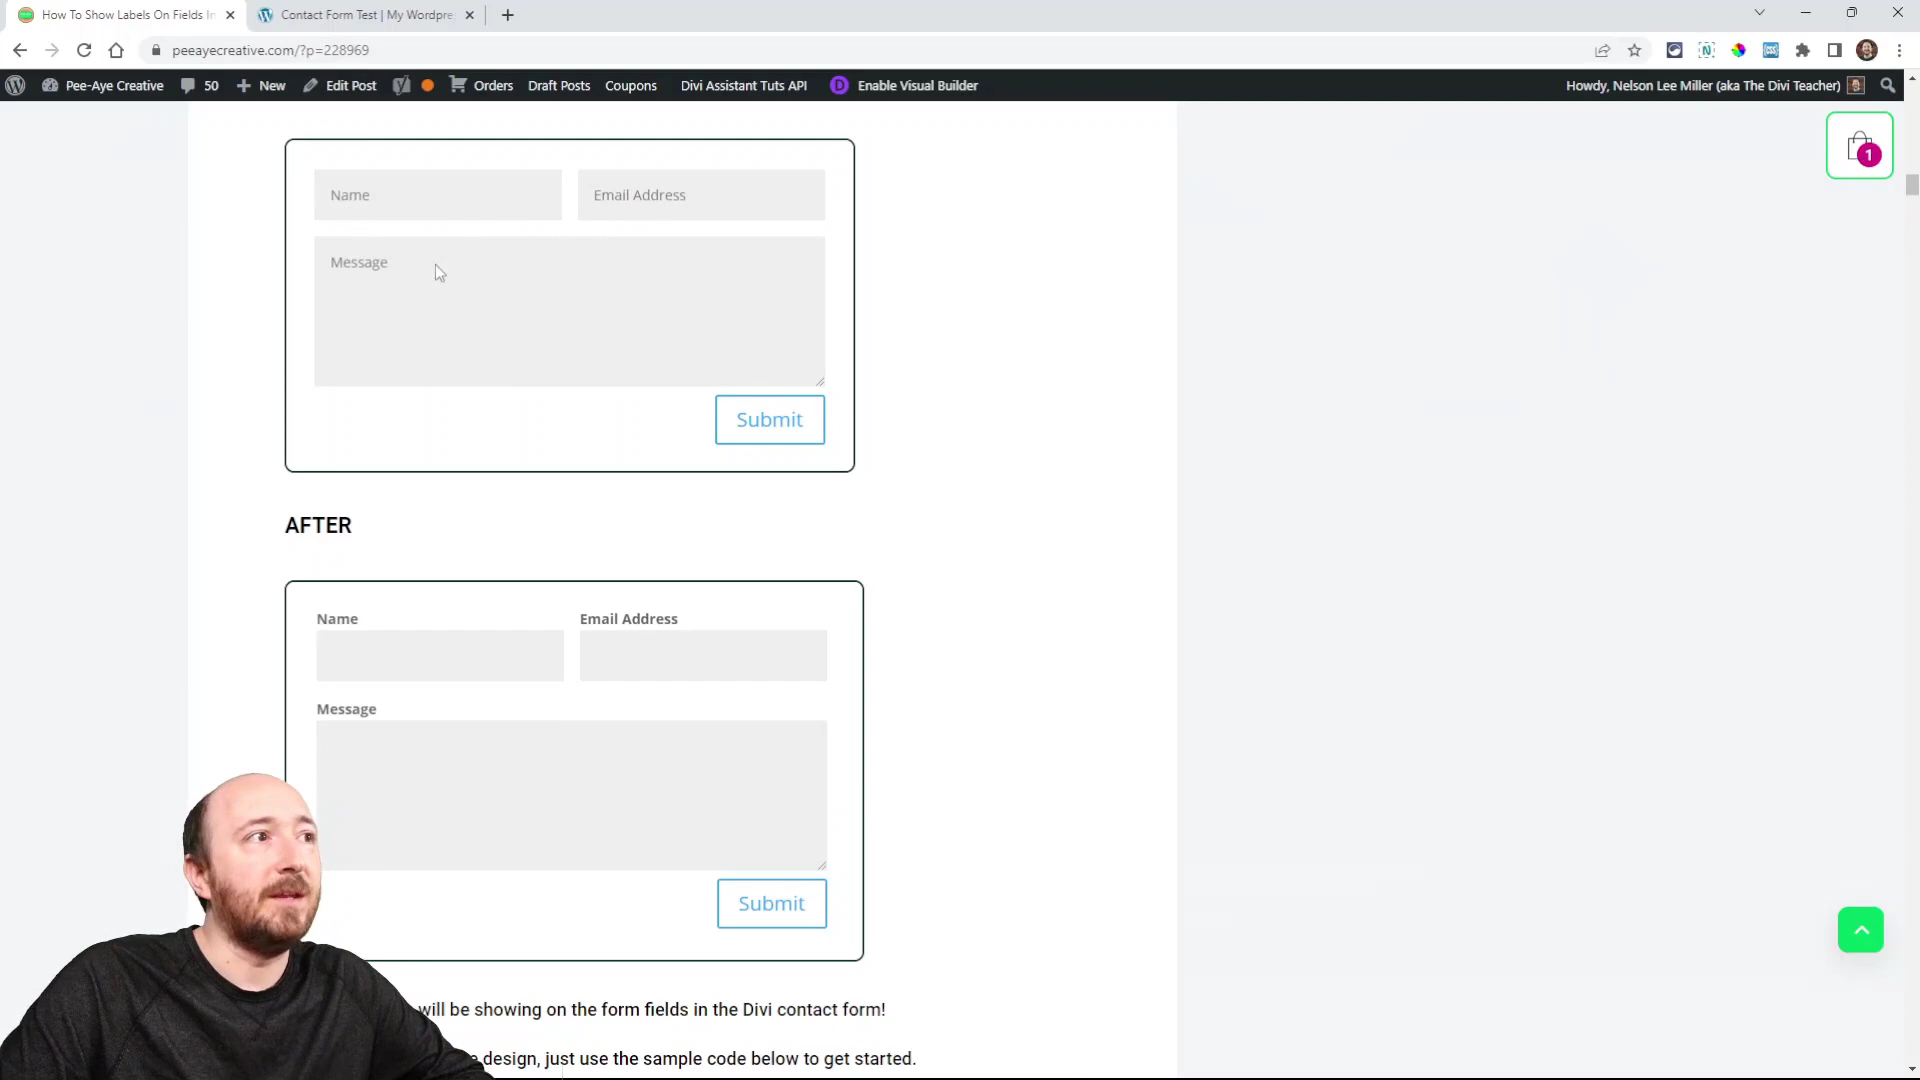 How To Show Labels On Fields In
Contact Form Test | My Wordpre
peeayecreative.com/?p=228969
Pee-Aye Creative
50
New
Edit Post
Orders
Draft Posts
Coupons
Divi Assistant Tuts API
D
Enable Visual Builder
Howdy, Nelson Lee Miller (aka The Divi Teacher)
1
Name
Email Address
Message
Submit
AFTER
Name
Email Address
Message
Submit
will be showing on the form fields in the Divi contact form!
design, just use the sample code below to get started.